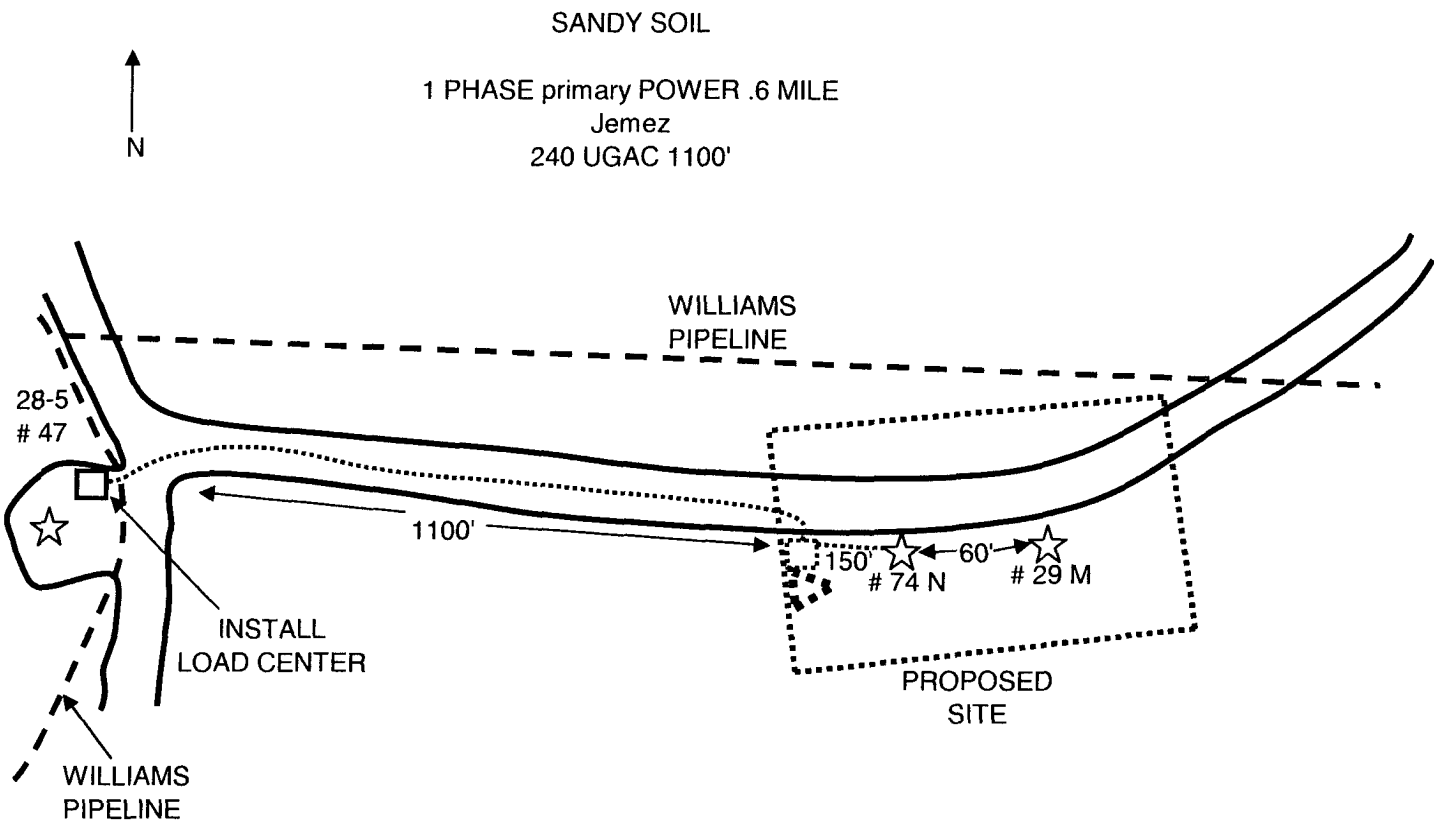 SANDY SOIL
1 PHASE primary POWER .6 MILE
Jemez
240 UGAC 1100'
N
WILLIAMS
PIPELINE
28-5
# 47
1100'
150'
60'
# 74 N
# 29 M
INSTALL
LOAD CENTER
PROPOSED
SITE
WILLIAMS
PIPELINE